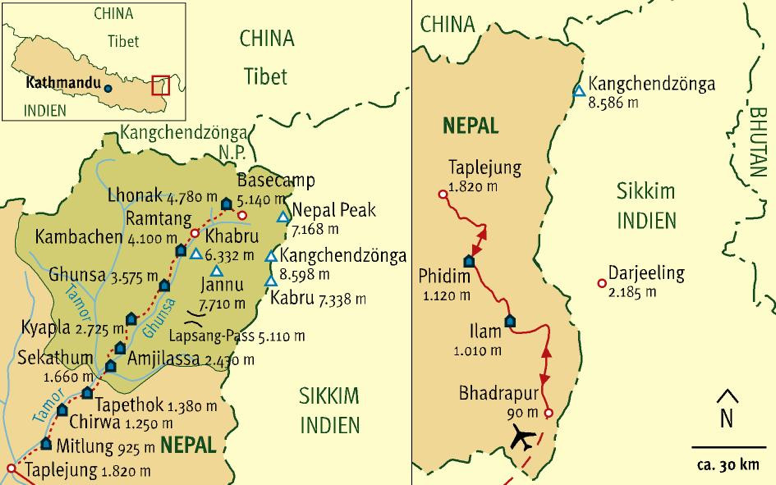 CHINA
Tibet
Kathmandu
INDIEN
CHINA
Tibet
Kangchendzönga
N.P.
Basecamp
5.140 m
Lhonak 4.780 m
Ramtang
Nepal Peak
7.168 m
Kambachen 4.100 m
Khabru
6.332 m
Kangchendzönga
8.598 m
Ghunsa 3.575 m
Jannu
7.710 m
Kabru 7.338 m
Tamor
Ghunsa
Kyapla 2.725 m
Lapsang-Pass 5.110 m
Sekathum
1.660 m
Amjilassa 2.430 m
Tamor
Tapethok 1.380 m
Chirwa 1.250 m
Mitlung 925 m
NEPAL
Taplejung 1.820 m
SIKKIM
INDIEN
CHINA
Kangchendzönga
8.586 m
NEPAL
BHUTAN
Taplejung
1.820 m
Sikkim
INDIEN
Phidim
1.120 m
Darjeeling
2.185 m
Ilam
1.010 m
Bhadrapur
90 m
N
ca. 30 km